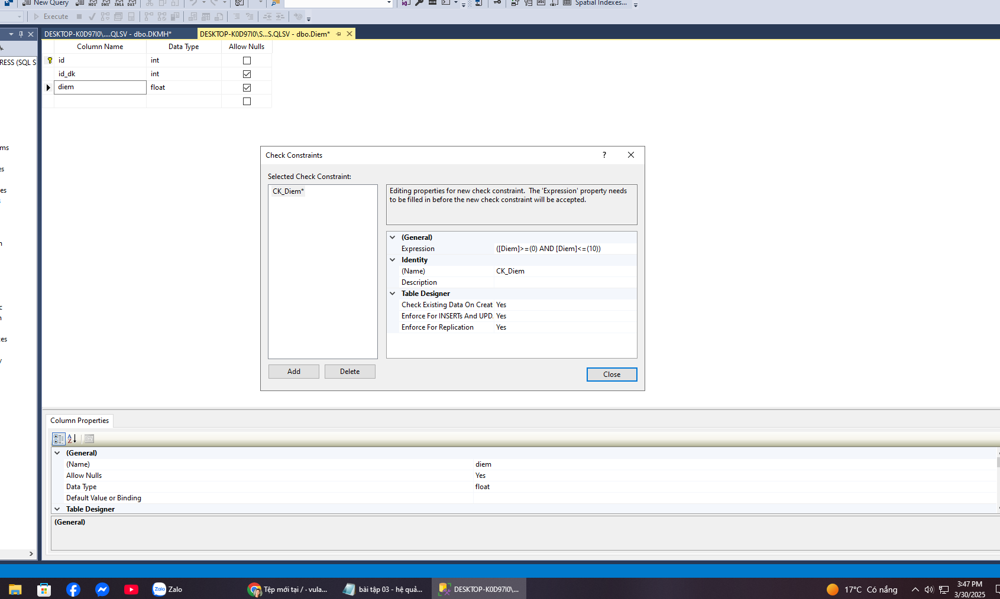 New Query
MDX
DMX
XMLA
DAX
Spatial Indexes...
Execute
DESKTOP-K0D97I0\....QLSV - dbo.DKMH*
DESKTOP-K0D97I0\S...S.QLSV - dbo.Diem*
RESS (SQL S
Column Name
Data Type
Allow Nulls
id
int
id_dk
int
diem
float
ms
es
es
n
c
n
ces
y
Check Constraints
?
Selected Check Constraint:
CK_Diem*
Editing properties for new check constraint. The 'Expression' property needs
to be filled in before the new check constraint will be accepted.
(General)
Expression
([Diem]>=(0) AND [Diem]<=(10))
Identity
(Name)
CK_Diem
Description
Table Designer
Check Existing Data On Creat
Yes
Enforce For INSERTs And UPD.
Yes
Enforce For Replication
Yes
Add
Delete
Close
Column Properties
(General)
(Name)
diem
Allow Nulls
Yes
Data Type
float
Default Value or Binding
Table Designer
(General)
Zalo
Zalo
Tệp mới tại / · vula...
bài tập 03 - hệ quả...
DESKTOP-K0D97I0\...
17°C Có nắng
3:47 PM
3/30/2025